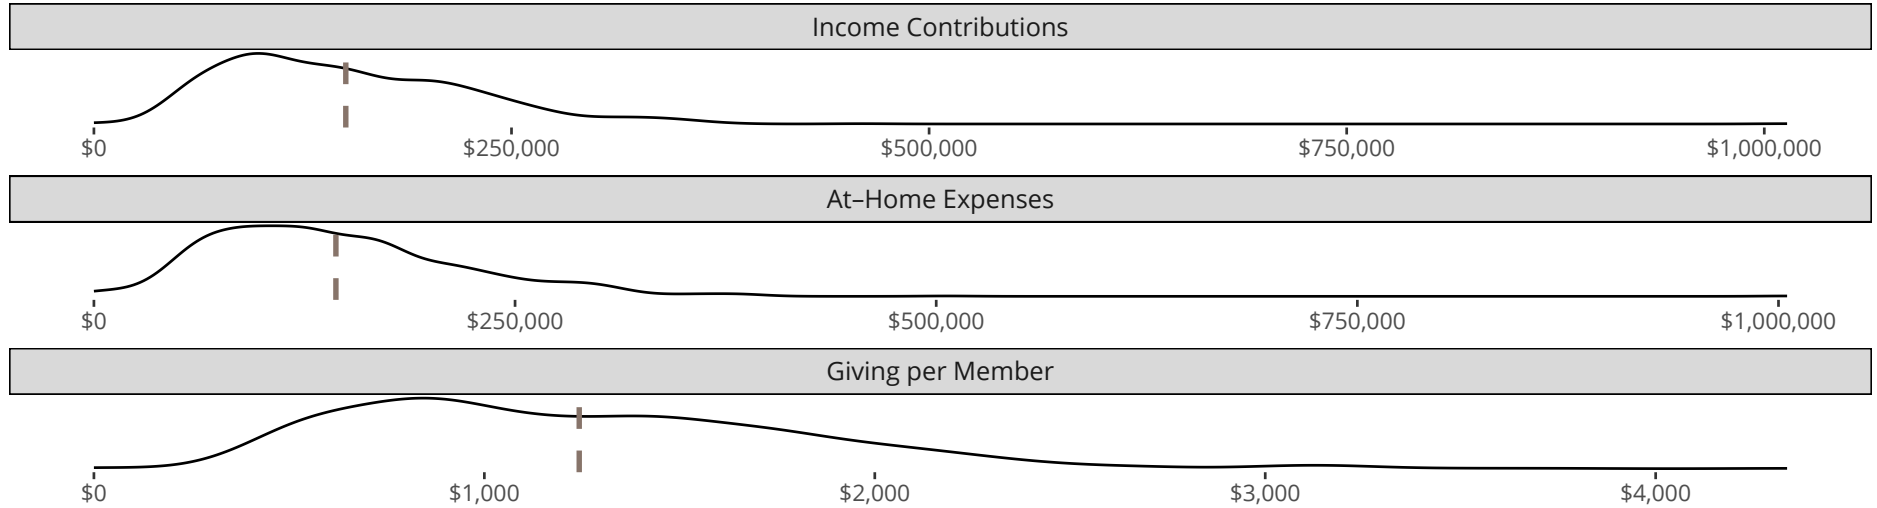 Income Contributions
$0 $250,000 $500,000 $750,000 $1,000,000
At–Home Expenses
$0 $250,000 $500,000 $750,000 $1,000,000
Giving per Member
$0 $1,000 $2,000 $3,000 $4,000